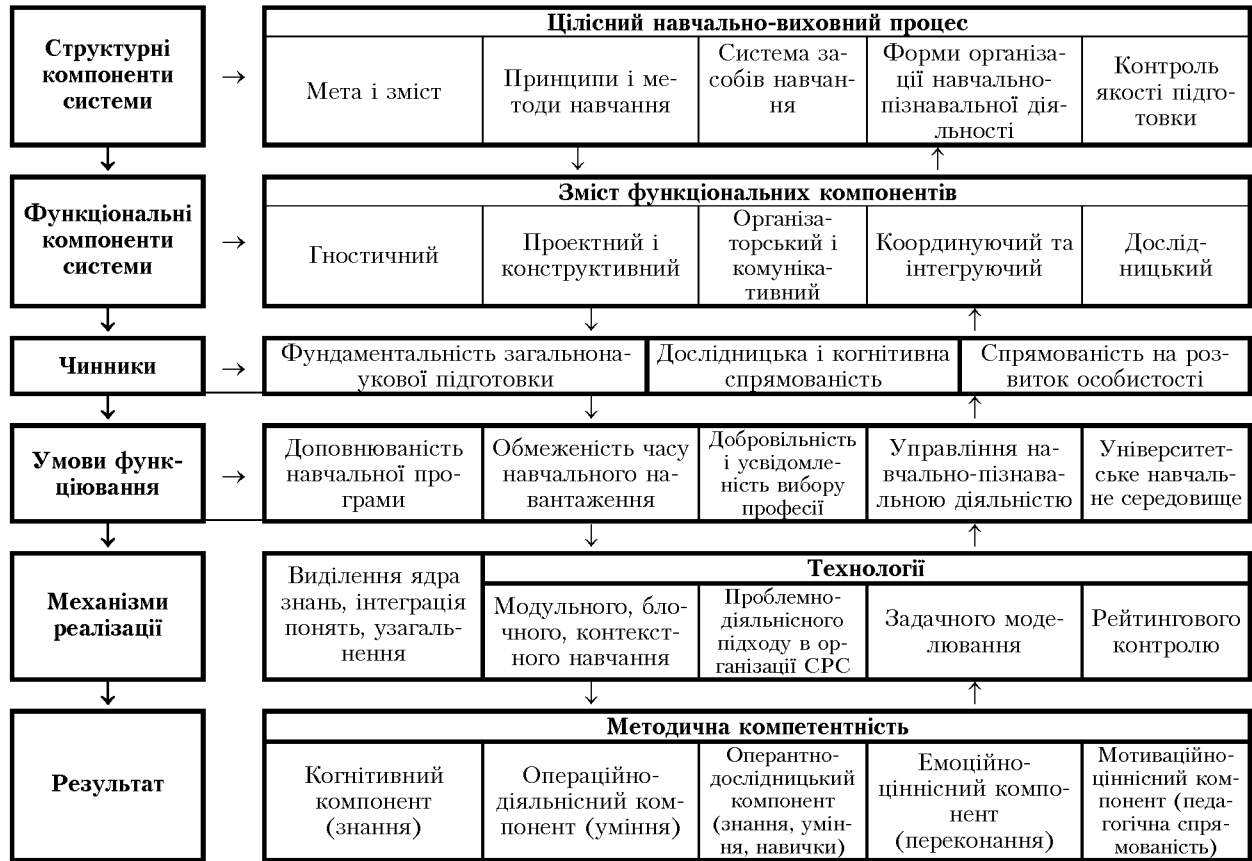 Структурні
компоненти
системи
→
Цілісний навчально-виховний процес
Мета і зміст
Принципи і ме-
тоди навчання
Система за-
собів навчан-
ня
Форми організ-
ації навчально-
пізнавальної дія-
льності
Контроль
якості підго-
товки
↓
↓
↑
Функціональні
компоненти
системи
→
Зміст функціональних компонентів
Гностичний
Проектний і
конструктивний
Організа-
торський і
комуніка-
тивний
Координуючий та
інтегруючий
Дослід-
ницький
↓
↓
↑
Чинники
→
Фундаментальність загальнона-
укової підготовки
Дослідницька і когнітивна
спрямованість
Спрямованість на роз-
виток особистості
↓
↓
↑
Умови функ-
ціювання
→
Доповнюваність
навчальної про-
грами
Обмеженість часу
навчального на-
вантаження
Добровільність
і усвідомле-
ність вибору
професії
Управління на-
вчально-пізна-
вальною діяльністю
Університет-
ське навчаль-
не середовище
↓
↓
↑
Механізми
реалізації
Виділення ядра
знань, інтеграція
понять, узагаль-
нення
Технології
Модульного, бло-
чного, контекст-
ного навчання
Проблемно-
діяльнісного
підходу в ор-
ганізації СРС
Задачного моде-
лювання
Рейтингового
контролю
↓
↓
↑
Результат
Методична компетентність
Когнітивний
компонент
(знання)
Операційно-
діяльнісний ком-
понент (уміння)
Оперантно-
дослідницький
компонент
(знання, умін-
ня, навички)
Емоційно-
ціннісний компо-
нент
(переконання)
Мотиваційно-
ціннісний ком-
понент (педа-
гогічна спря-
мованість)